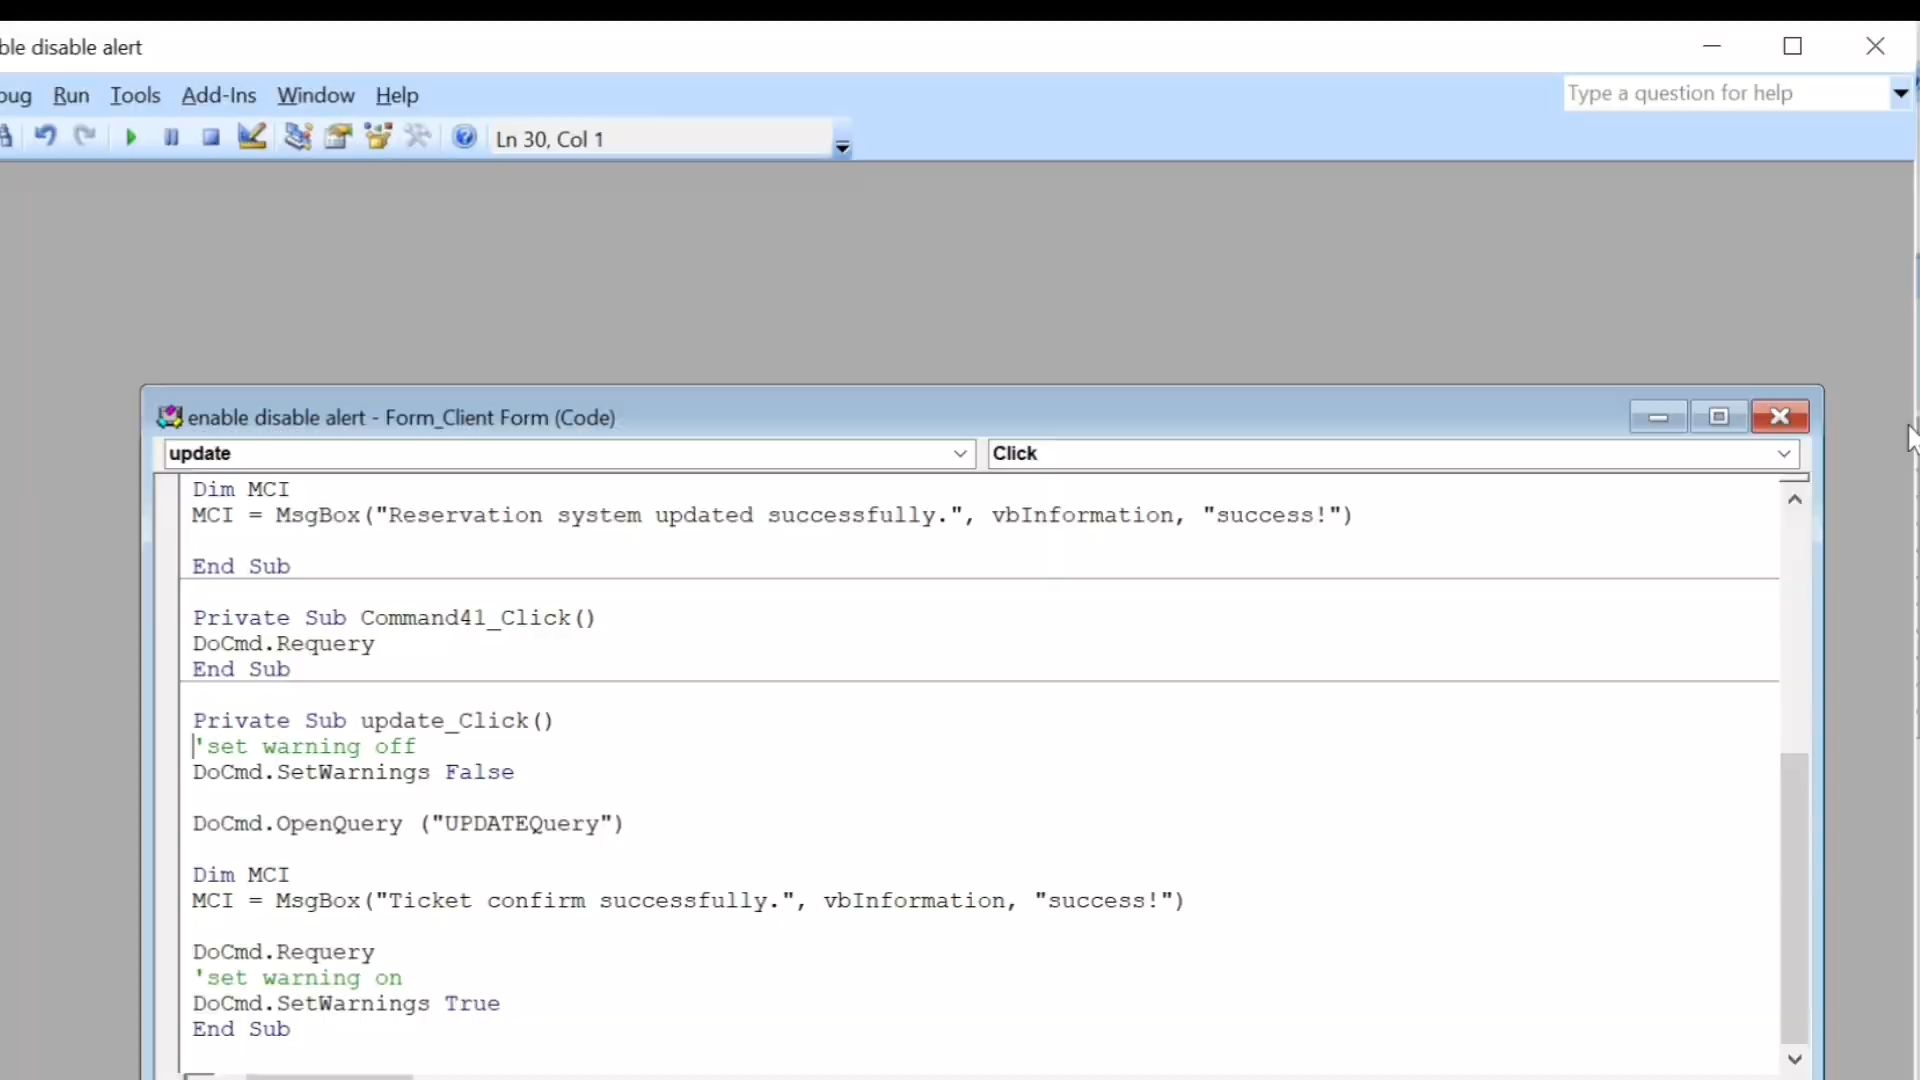 ble disable alert
bug Run Tools Add-Ins Window Help
Type a question for help
Ln 30, Col 1
enable disable alert - Form_Client Form (Code)
update
Click
Dim MCI
MCI = MsgBox("Reservation system updated successfully.", vbInformation, "success!")
End Sub
Private Sub Command41_Click()
DoCmd.Requery
End Sub
Private Sub update_Click()
'set warning off
DoCmd.SetWarnings False
DoCmd.OpenQuery ("UPDATEQuery")
Dim MCI
MCI = MsgBox("Ticket confirm successfully.", vbInformation, "success!")
DoCmd.Requery
'set warning on
DoCmd.SetWarnings True
End Sub